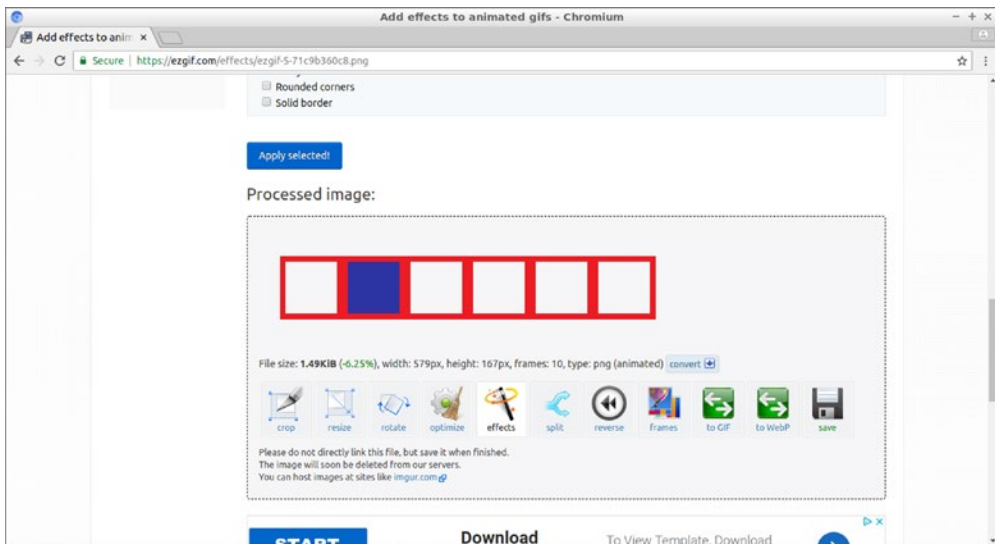 Add effects to animated gifs - Chromium
Add effects to anim
Secure | https://ezgif.com/effects/ezgif-5-71c9b360c8.png
Rounded corners
Solid border
Apply selected!
Processed image:
File size: 1.49KiB (-6.25%), width: 579px, height: 167px, frames: 10, type: png (animated) convert
crop resize rotate optimize effects split reverse frames to GIF to WebP save
Please do not directly link this file, but save it when finished.
The image will soon be deleted from our servers.
You can host images at sites like imgur.com
START
Download
To View Template, Download